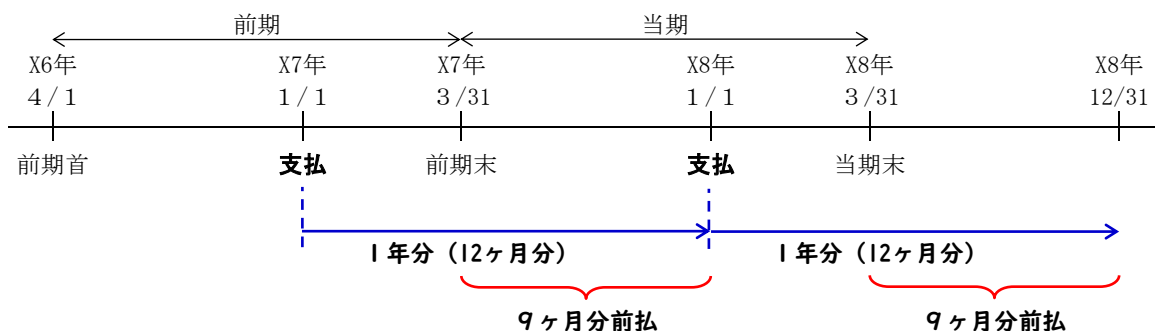 前期 当期
X6年 X7年 X7年 X8年 X8年 X8年
4/1 1/1 3/31 1/1 3/31 12/31
前期首 支払 前期末 支払 当期末
1年分（12ヶ月分） 1年分（12ヶ月分）
9ヶ月分前払 9ヶ月分前払